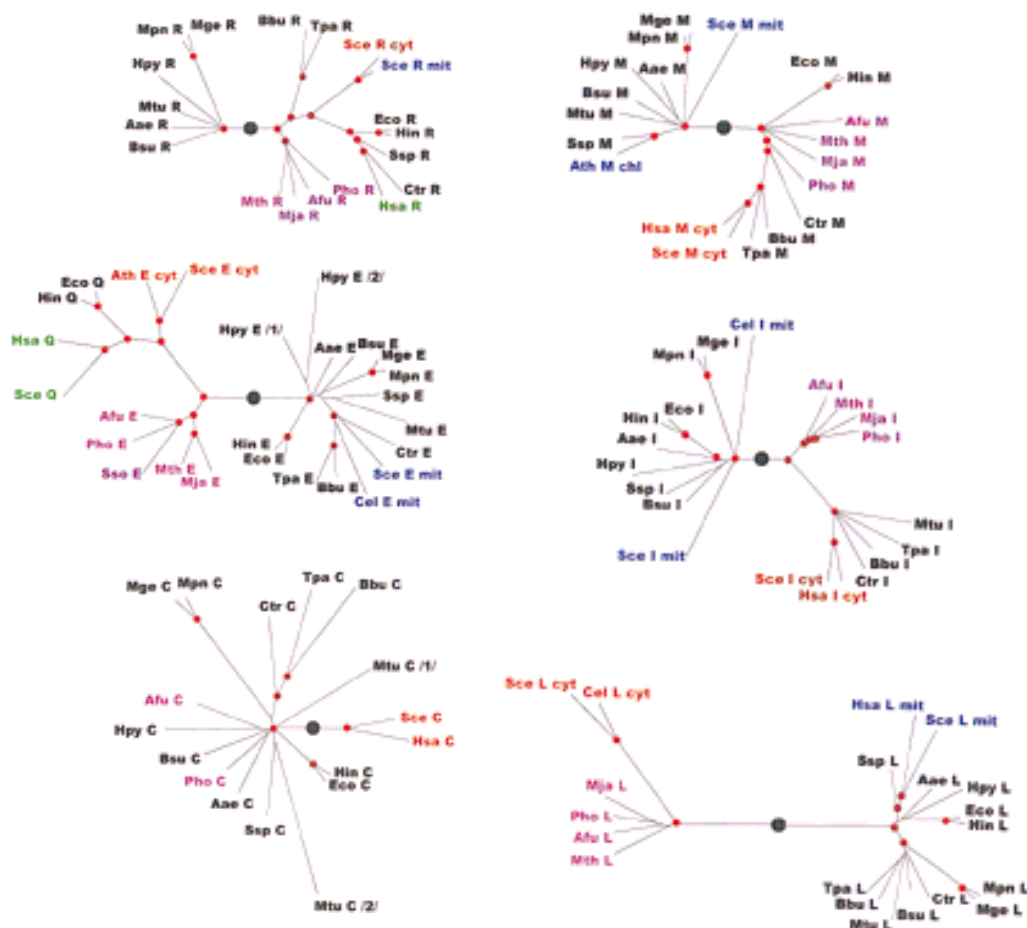 Mpn R
Mge R
Bbu R
Tpa R
Sce R cyt
Sce R mit
Hpy R
Mtu R
Aae R
Bsu R
Eco R
Hin R
Ssp R
Ctr R
Hsa R
Pho R
Afu R
Mja R
Mth R
Mge M
Mpn M
Sce M mit
Hpy M
Aae M
Bsu M
Mtu M
Ssp M
Ath M chl
Eco M
Hin M
Afu M
Mth M
Mja M
Pho M
Ctr M
Bbu M
Tpa M
Hsa M cyt
Sce M cyt
Eco Q
Hin Q
Ath E cyt
Sce E cyt
Hsa Q
Sce Q
Afu E
Pho E
Sso E
Mth E
Mja E
Hpy E /2/
Hpy E /1/
Aae E
Bsu E
Mge E
Mpn E
Ssp E
Mtu E
Ctr E
Sce E mit
Cel E mit
Hin E
Eco E
Tpa E
Bbu E
Cel I mit
Mge I
Mpn I
Hin I
Eco I
Aae I
Hpy I
Ssp I
Bsu I
Sce I mit
Afu I
Mth I
Mja I
Pho I
Mtu I
Tpa I
Bbu I
Ctr I
Sce I cyt
Hsa I cyt
Mge C
Mpn C
Ctr C
Tpa C
Bbu C
Mtu C /1/
Afu C
Hpy C
Bsu C
Pho C
Aae C
Ssp C
Sce C
Hsa C
Hin C
Eco C
Mtu C /2/
Sce L cyt
Cel L cyt
Mja L
Pho L
Afu L
Mth L
Hsa L mit
Sce L mit
Ssp L
Aae L
Hpy L
Eco L
Hin L
Tpa L
Bbu L
Mtu L
Bsu L
Ctr L
Mpn L
Mge L